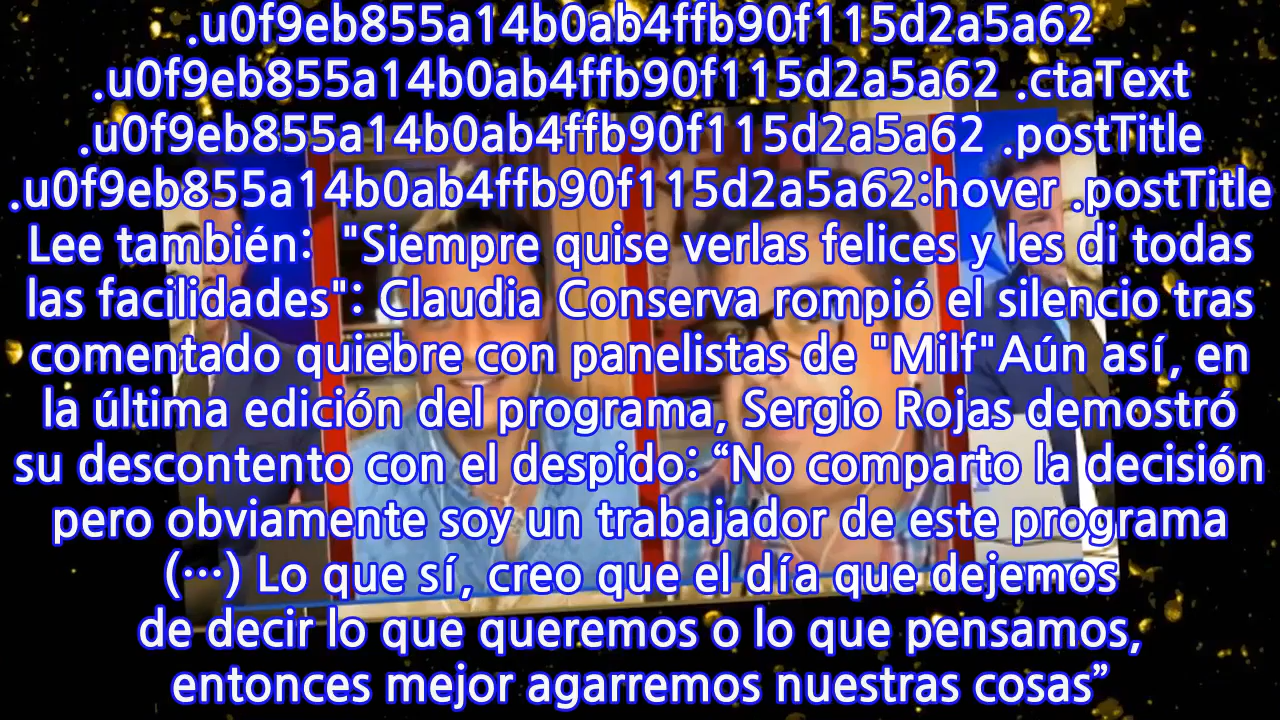 .u0f9eb855a14b0ab4ffb90f115d2a5a62
.u0f9eb855a14b0ab4ffb90f115d2a5a62 .ctaText
.u0f9eb855a14b0ab4ffb90f115d2a5a62 .postTitle
.u0f9eb855a14b0ab4ffb90f115d2a5a62:hover .postTitle
Lee también:  "Siempre quise verlas felices y les di todas
las facilidades": Claudia Conserva rompió el silencio tras
comentado quiebre con panelistas de "Milf"Aún así, en
la última edición del programa, Sergio Rojas demostró
su descontento con el despido: “No comparto la decisión
pero obviamente soy un trabajador de este programa
(…) Lo que sí, creo que el día que dejemos
de decir lo que queremos o lo que pensamos,
entonces mejor agarremos nuestras cosas”